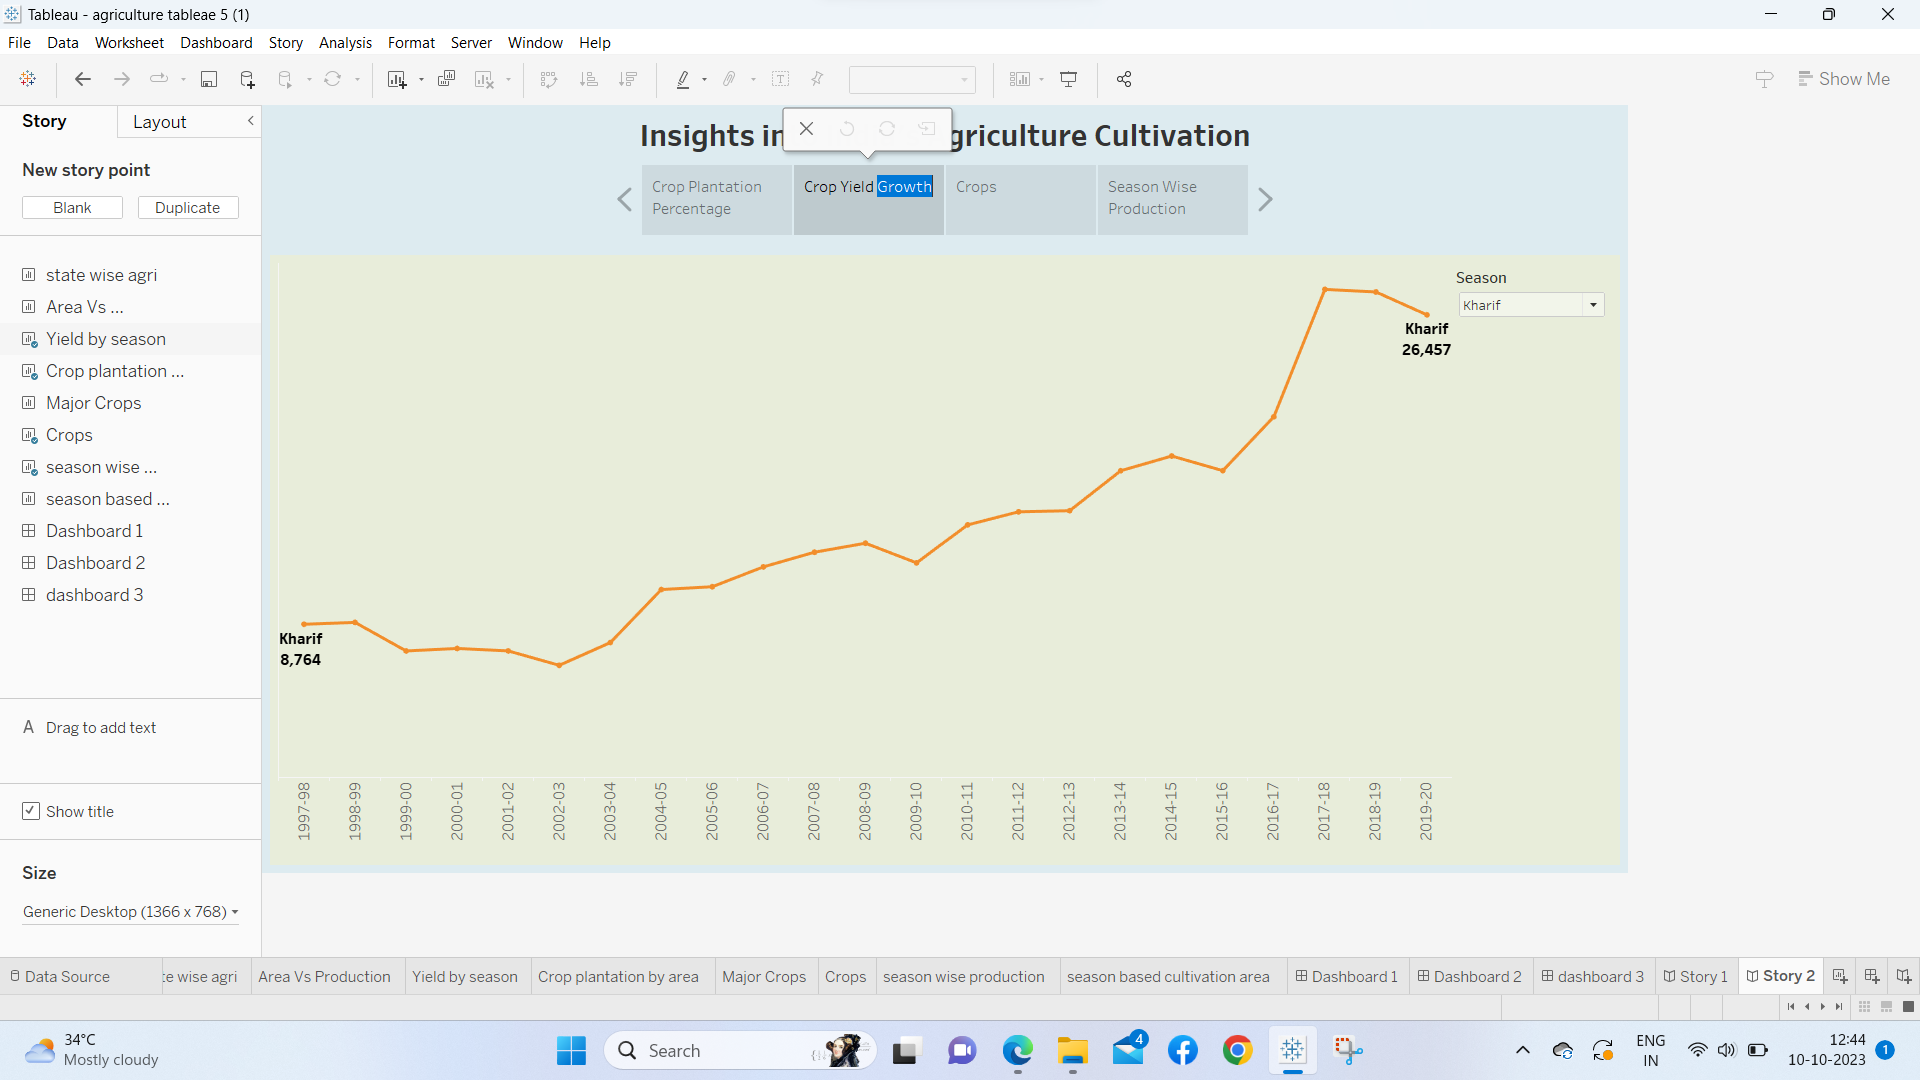 Tableau - agriculture tableae 5 (1)
File Data Worksheet Dashboard Story Analysis Format Server Window Help
Show Me
Story
Layout
New story point
Blank
Duplicate
state wise agri
Area Vs ...
Yield by season
Crop plantation ...
Major Crops
Crops
season wise ...
season based ...
Dashboard 1
Dashboard 2
dashboard 3
A Drag to add text
Show title
Size
Generic Desktop (1366 x 768)
Insights in griculture Cultivation
Crop Plantation
Percentage
Crop Yield Growth
Crops
Season Wise
Production
Season
Kharif
Kharif
26,457
Kharif
8,764
1997-98
1998-99
1999-00
2000-01
2001-02
2002-03
2003-04
2004-05
2005-06
2006-07
2007-08
2008-09
2009-10
2010-11
2011-12
2012-13
2013-14
2014-15
2015-16
2016-17
2017-18
2018-19
2019-20
Data Source
te wise agri
Area Vs Production
Yield by season
Crop plantation by area
Major Crops
Crops
season wise production
season based cultivation area
Dashboard 1
Dashboard 2
dashboard 3
Story 1
Story 2
34°C
Mostly cloudy
Search
4
ENG
IN
12:44
10-10-2023
1